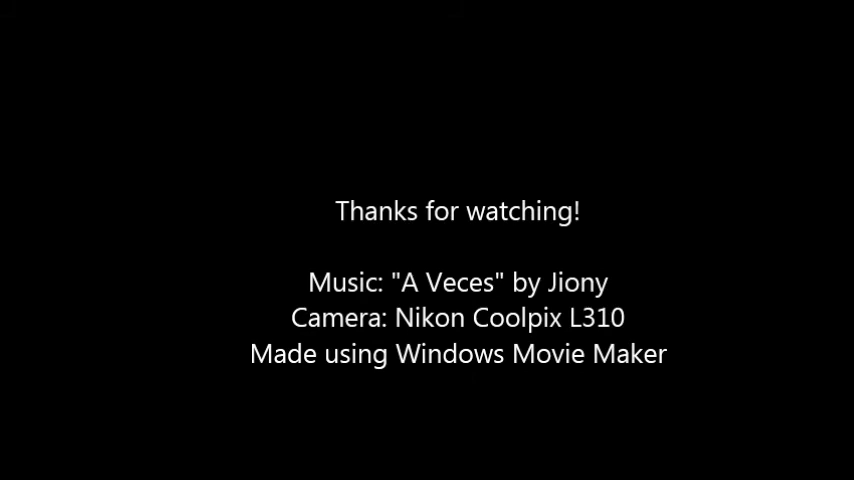 Thanks for watching!
Music: "A Veces" by Jiony
Camera: Nikon Coolpix L310
Made using Windows Movie Maker